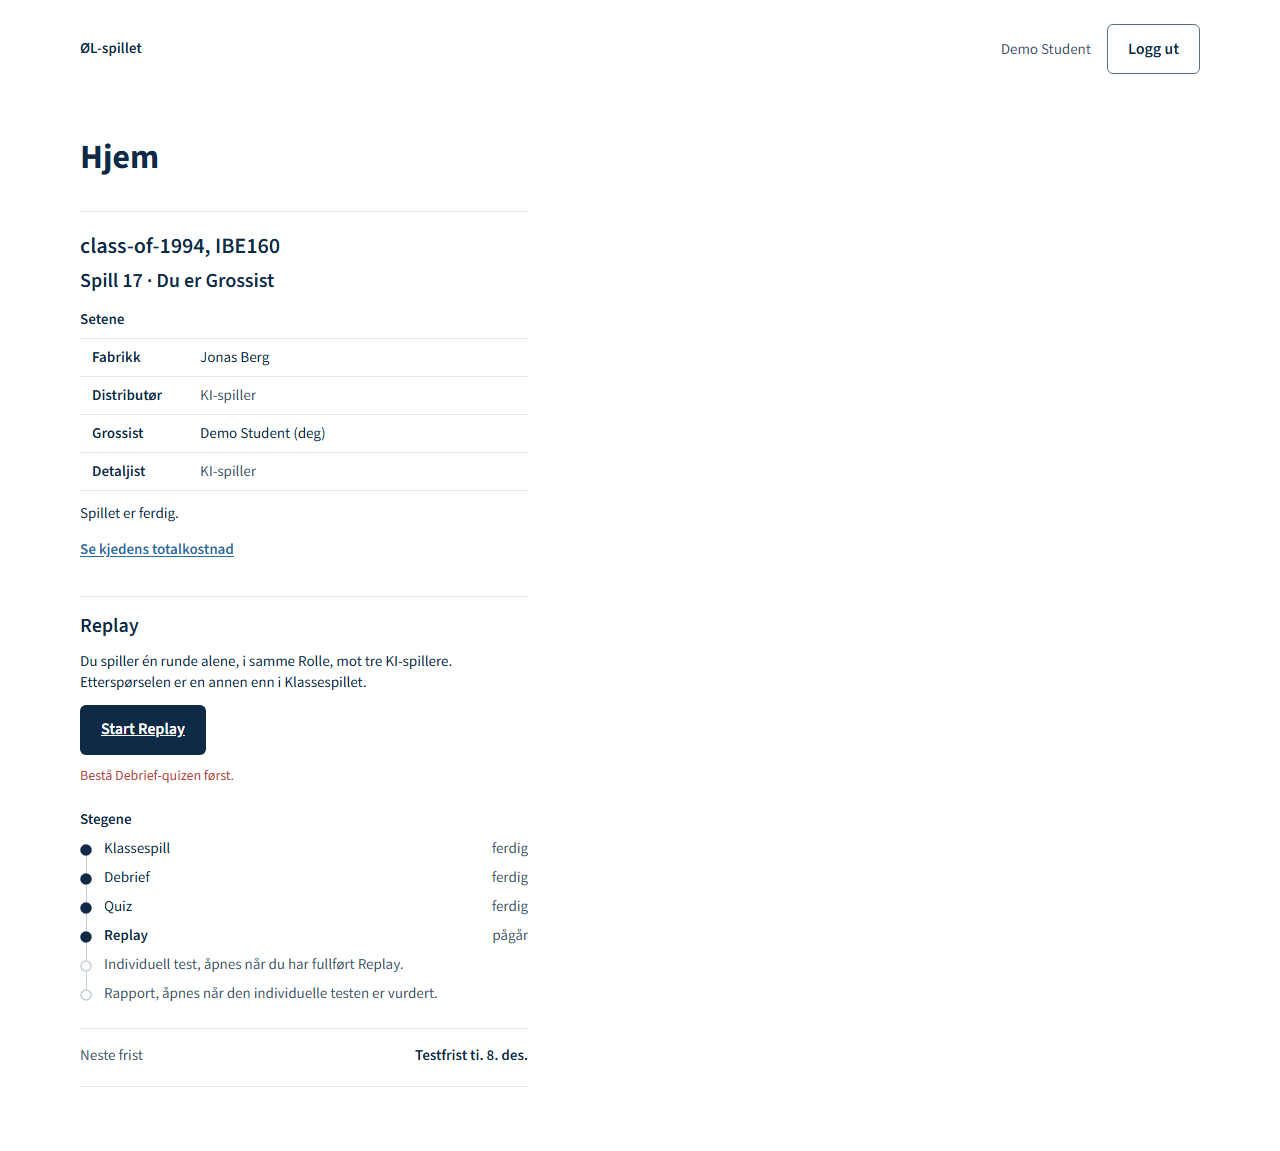 ØL-spillet
Demo Student
Logg ut
Hjem
class-of-1994, IBE160
Spill 17 · Du er Grossist
Setene
Fabrikk Jonas Berg
Distributør KI-spiller
Grossist Demo Student (deg)
Detaljist KI-spiller
Spillet er ferdig.
Se kjedens totalkostnad
Replay
Du spiller én runde alene, i samme Rolle, mot tre KI-spillere.
Etterspørselen er en annen enn i Klassespillet.
Start Replay
Bestå Debrief-quizen først.
Stegene
Klassespill ferdig
Debrief ferdig
Quiz ferdig
Replay pågår
Individuell test, åpnes når du har fullført Replay.
Rapport, åpnes når den individuelle testen er vurdert.
Neste frist Testfrist ti. 8. des.